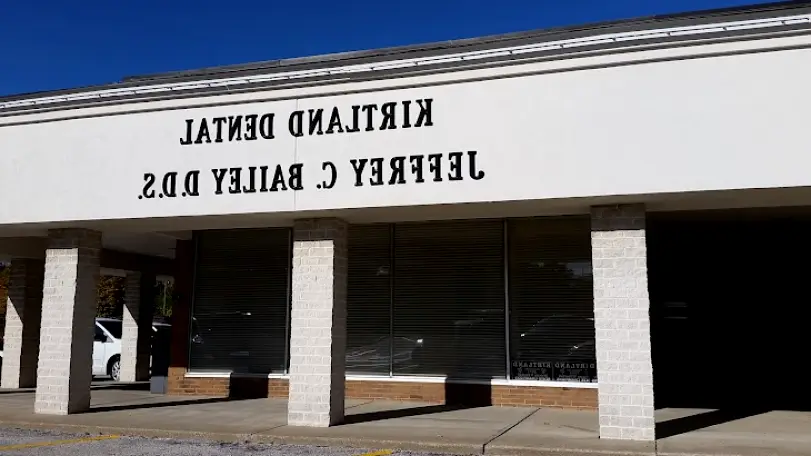 KIRTLAND DENTAL
JEFFREY C. BAILEY D.D.S.